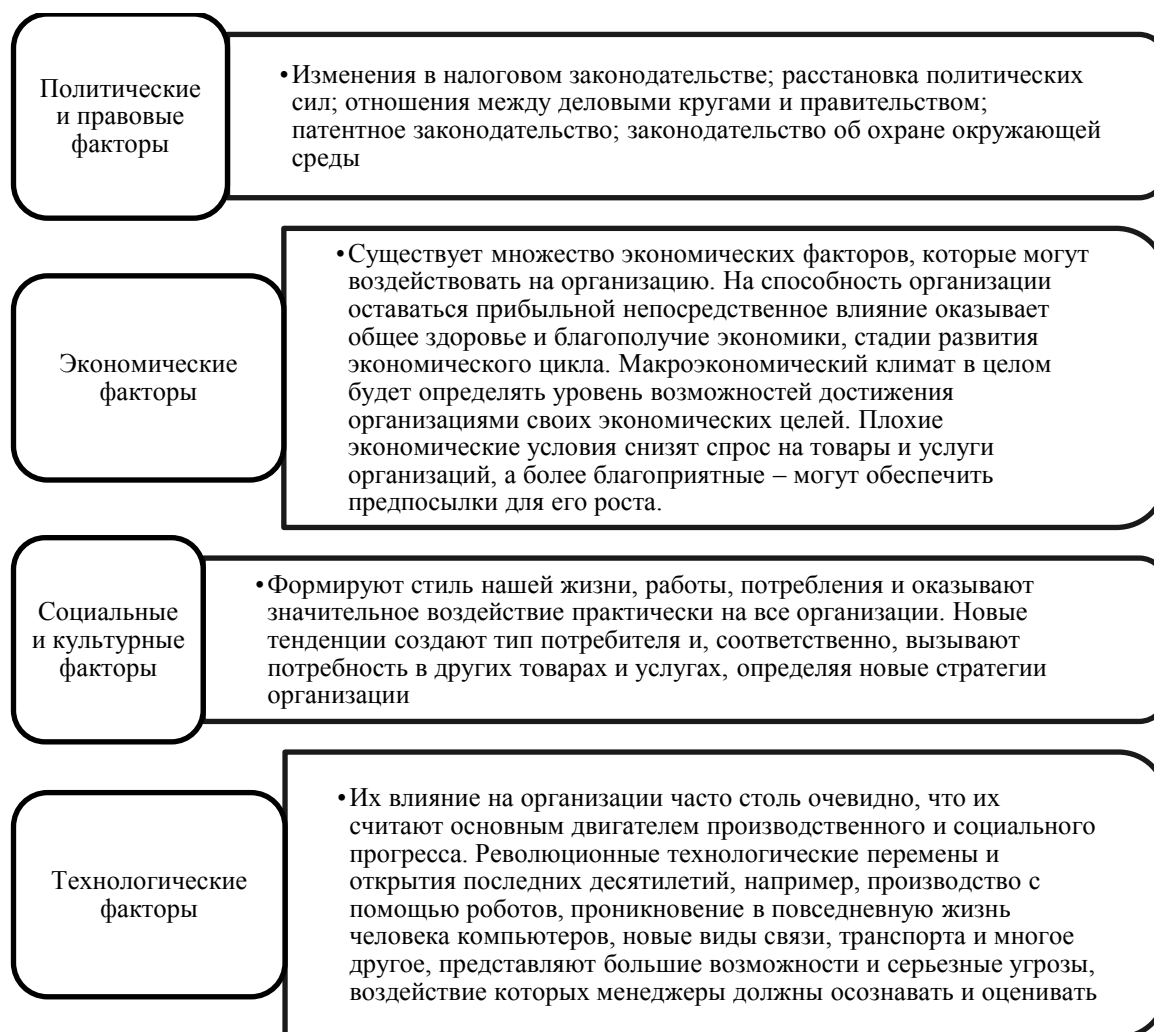 Политические
и правовые
факторы
•Изменения в налоговом законодательстве; расстановка политических
сил; отношения между деловыми кругами и правительством;
патентное законодательство; законодательство об охране окружающей
среды
Экономические
факторы
•Существует множество экономических факторов, которые могут
воздействовать на организацию. На способность организации
оставаться прибыльной непосредственное влияние оказывает
общее здоровье и благополучие экономики, стадии развития
экономического цикла. Макроэкономический климат в целом
будет определять уровень возможностей достижения
организациями своих экономических целей. Плохие
экономические условия снизят спрос на товары и услуги
организаций, а более благоприятные – могут обеспечить
предпосылки для его роста.
Социальные
и культурные
факторы
•Формируют стиль нашей жизни, работы, потребления и оказывают
значительное воздействие практически на все организации. Новые
тенденции создают тип потребителя и, соответственно, вызывают
потребность в других товарах и услугах, определяя новые стратегии
организации
Технологические
факторы
•Их влияние на организации часто столь очевидно, что их
считают основным двигателем производственного и социального
прогресса. Революционные технологические перемены и
открытия последних десятилетий, например, производство с
помощью роботов, проникновение в повседневную жизнь
человека компьютеров, новые виды связи, транспорта и многое
другое, представляют большие возможности и серьезные угрозы,
воздействие которых менеджеры должны осознавать и оценивать